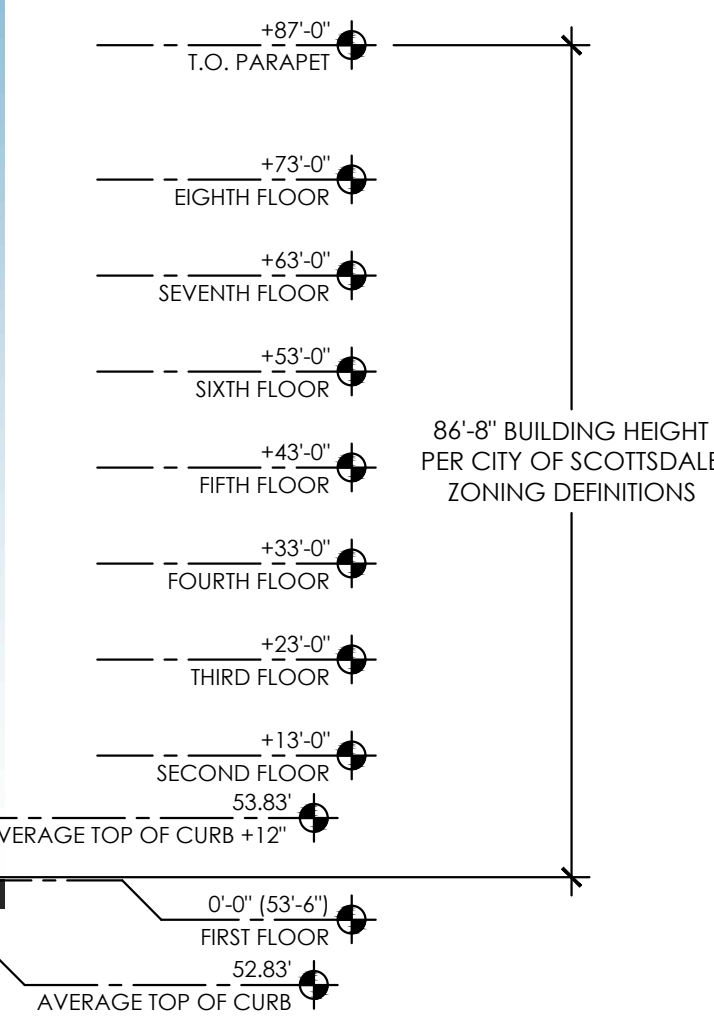 +87'-0"
T.O. PARAPET
+73'-0"
EIGHTH FLOOR
+63'-0"
SEVENTH FLOOR
+53'-0"
SIXTH FLOOR
+43'-0"
FIFTH FLOOR
86'-8" BUILDING HEIGHT
PER CITY OF SCOTTSDALE
ZONING DEFINITIONS
+33'-0"
FOURTH FLOOR
+23'-0"
THIRD FLOOR
+13'-0"
SECOND FLOOR
53.83'
VERAGE TOP OF CURB +12"
0'-0" (53'-6")
FIRST FLOOR
52.83'
AVERAGE TOP OF CURB